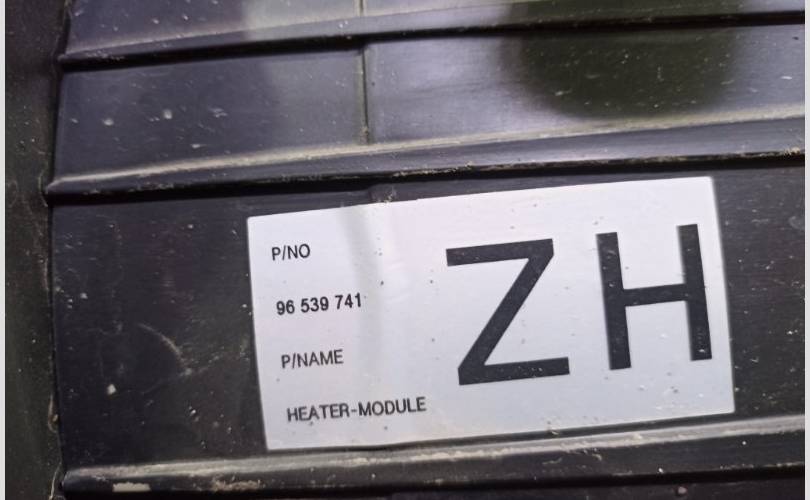 P/NO
96 539 741
P/NAME
HEATER-MODULE
ZH